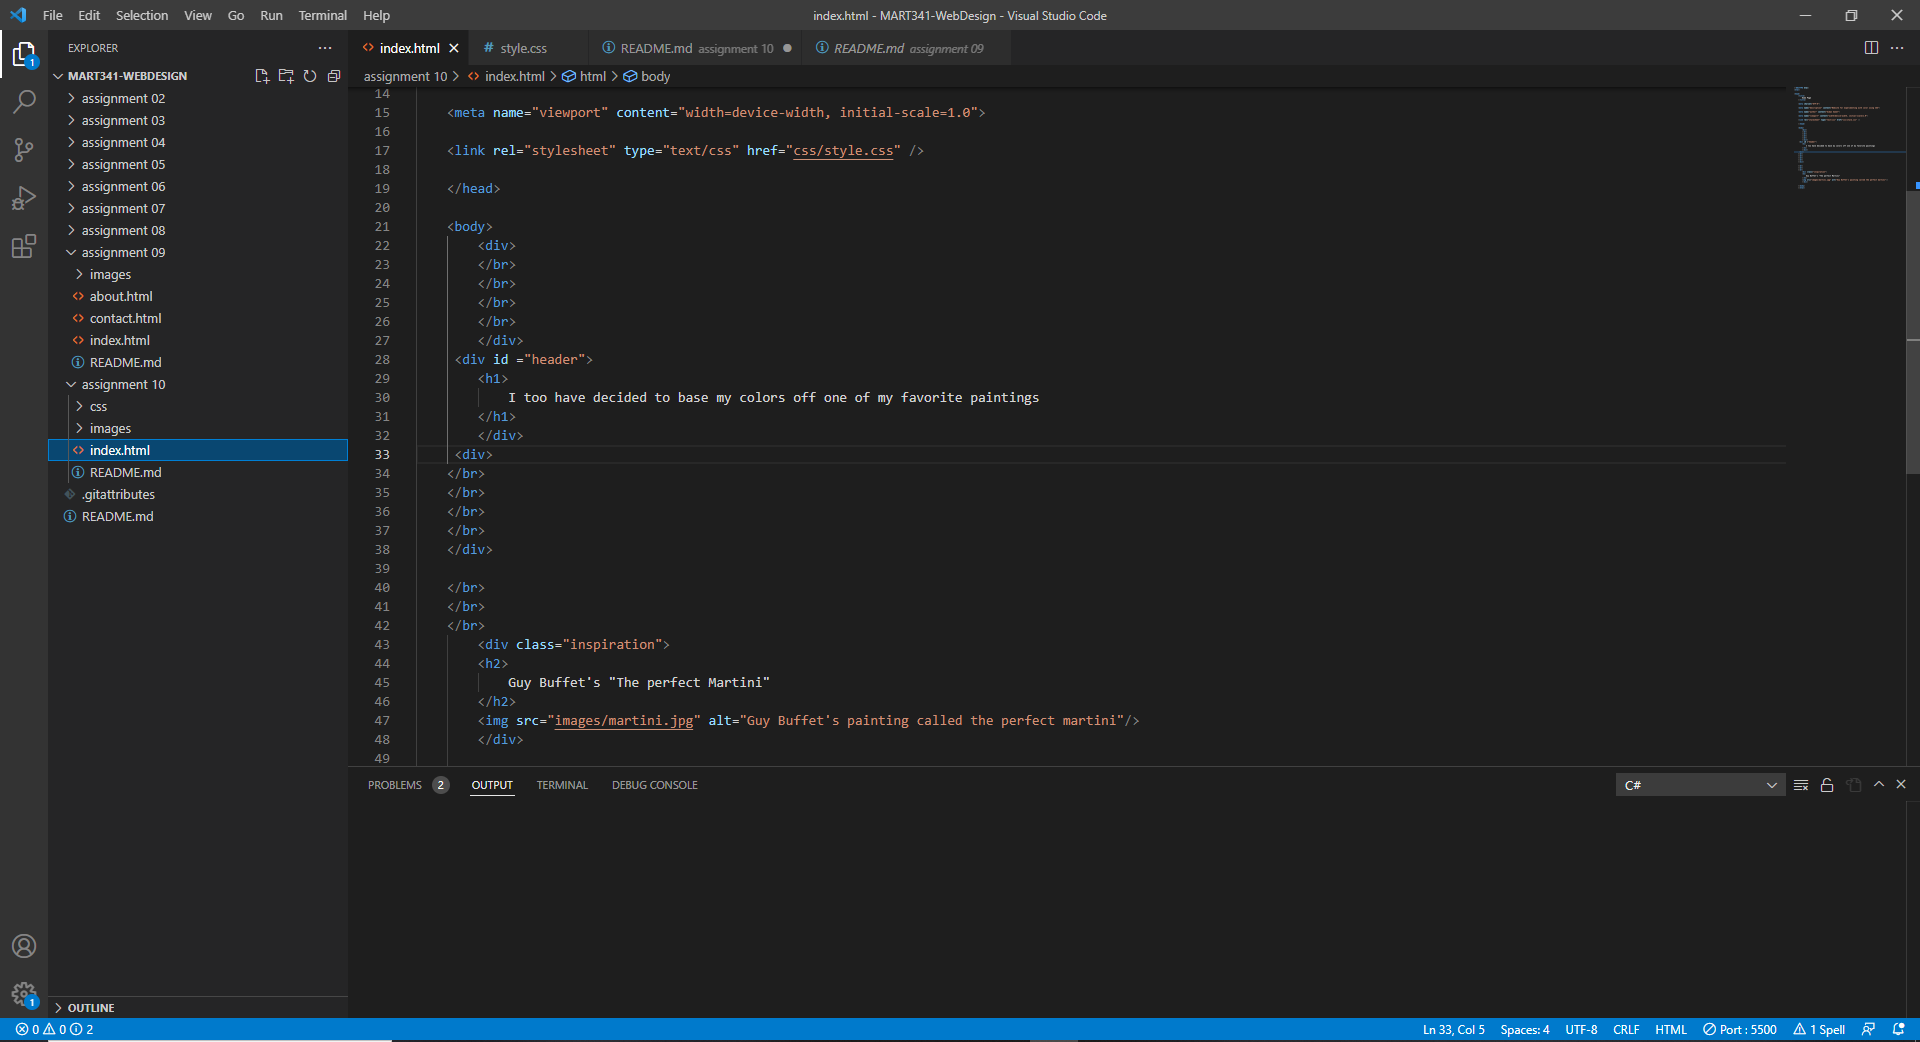 File Edit Selection View Go Run Terminal Help index.html - MART341-WebDesign - Visual Studio Code
EXPLORER
index.html
style.css
README.md assignment 10
README.md assignment 09
MART341-WEBDESIGN
assignment 10 > index.html > html > body
assignment 02
assignment 03
assignment 04
assignment 05
assignment 06
assignment 07
assignment 08
assignment 09
images
about.html
contact.html
index.html
README.md
assignment 10
css
images
index.html
README.md
.gitattributes
README.md
OUTLINE
14
15 <meta name="viewport" content="width=device-width, initial-scale=1.0">
16
17 <link rel="stylesheet" type="text/css" href="css/style.css" />
18
19 </head>
20
21 <body>
22 <div>
23 </br>
24 </br>
25 </br>
26 </br>
27 </div>
28 <div id ="header">
29 <h1>
30 I too have decided to base my colors off one of my favorite paintings
31 </h1>
32 </div>
33 <div>
34 </br>
35 </br>
36 </br>
37 </br>
38 </div>
39
40 </br>
41 </br>
42 </br>
43 <div class="inspiration">
44 <h2>
45 Guy Buffet's "The perfect Martini"
46 </h2>
47 <img src="images/martini.jpg" alt="Guy Buffet's painting called the perfect martini"/>
48 </div>
49
PROBLEMS 2 OUTPUT TERMINAL DEBUG CONSOLE C#
0 0 2 Ln 33, Col 5 Spaces: 4 UTF-8 CRLF HTML Port : 5500 1 Spell
1
1